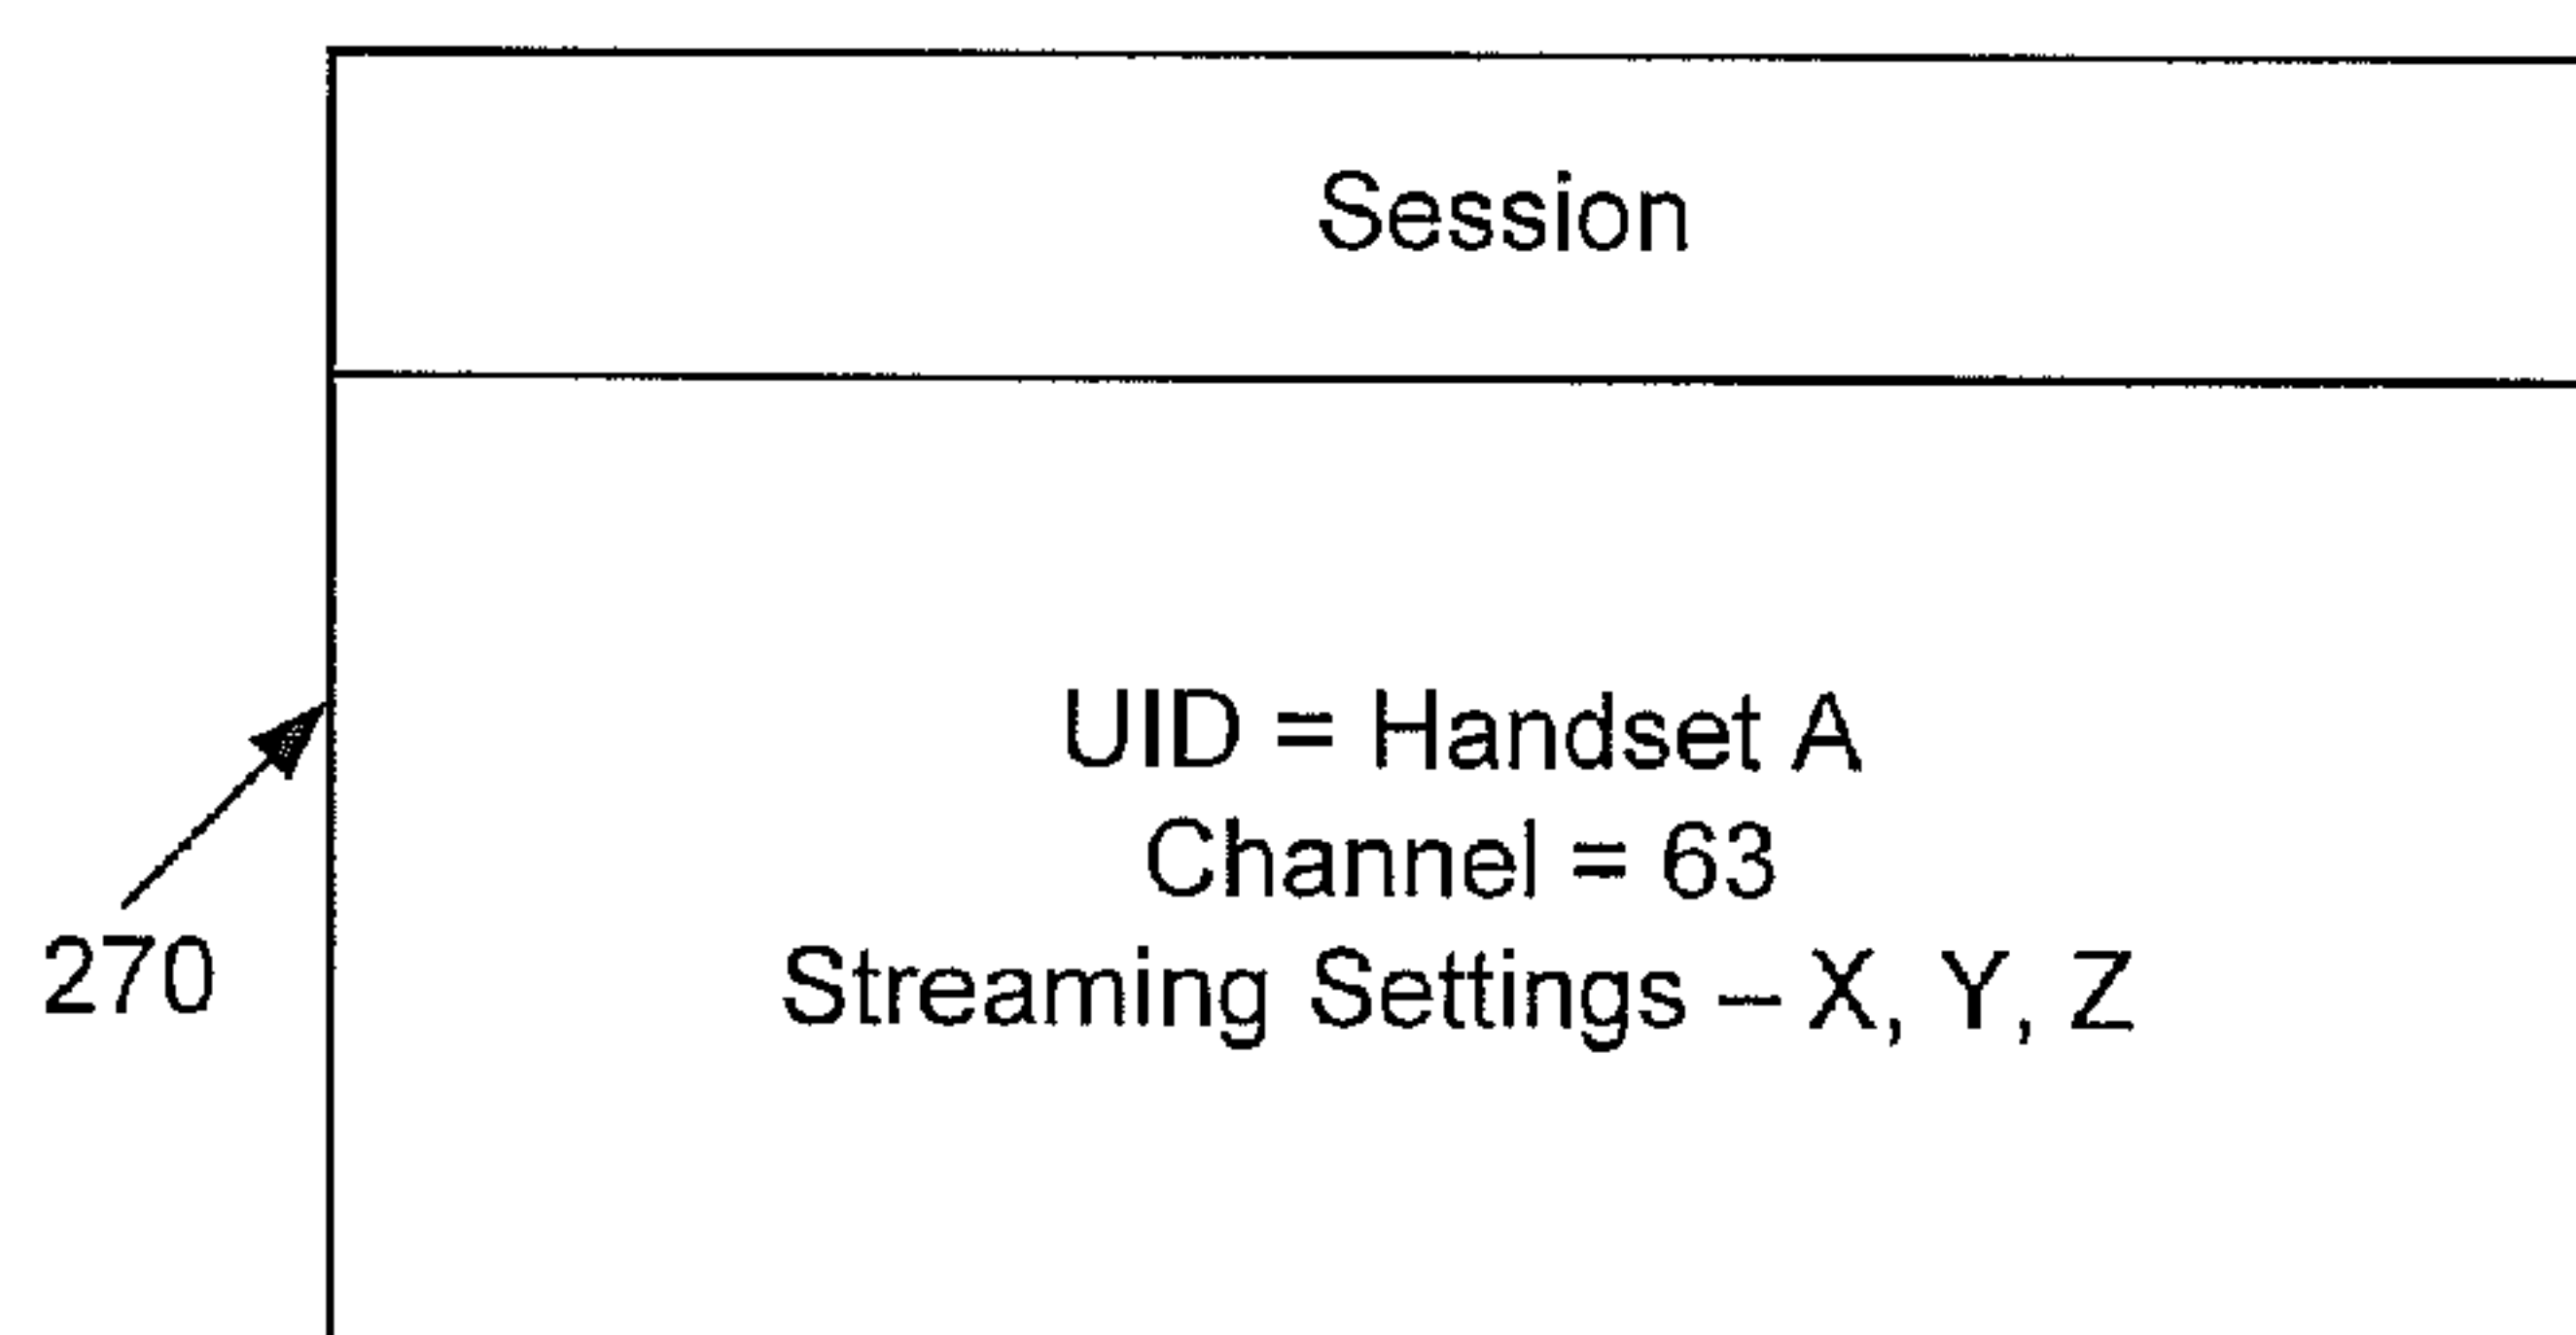 Session
UID = Handset A
Channel = 63
Streaming Settings – X, Y, Z
270